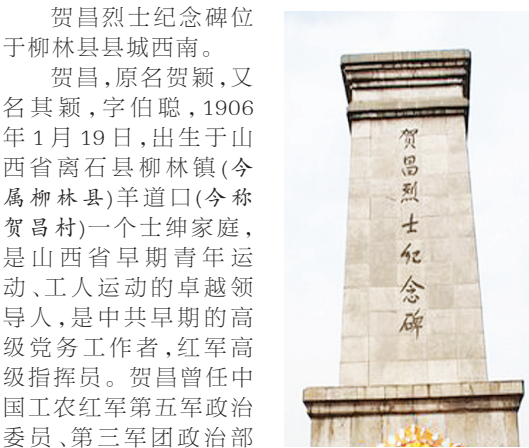 贺昌烈士纪念碑位
于柳林县县城西南。
贺昌,原名贺颖,又
名其颖,字伯聪,1906
年1月19日,出生于山
西省离石县柳林镇(今
属柳林县)羊道口(今称
贺昌村)一个士绅家庭,
是山西省早期青年运
动、工人运动的卓越领
导人,是中共早期的高
级党务工作者,红军高
级指挥员。贺昌曾任中
国工农红军第五军政治
委员、第三军团政治部
贺昌烈士纪念碑